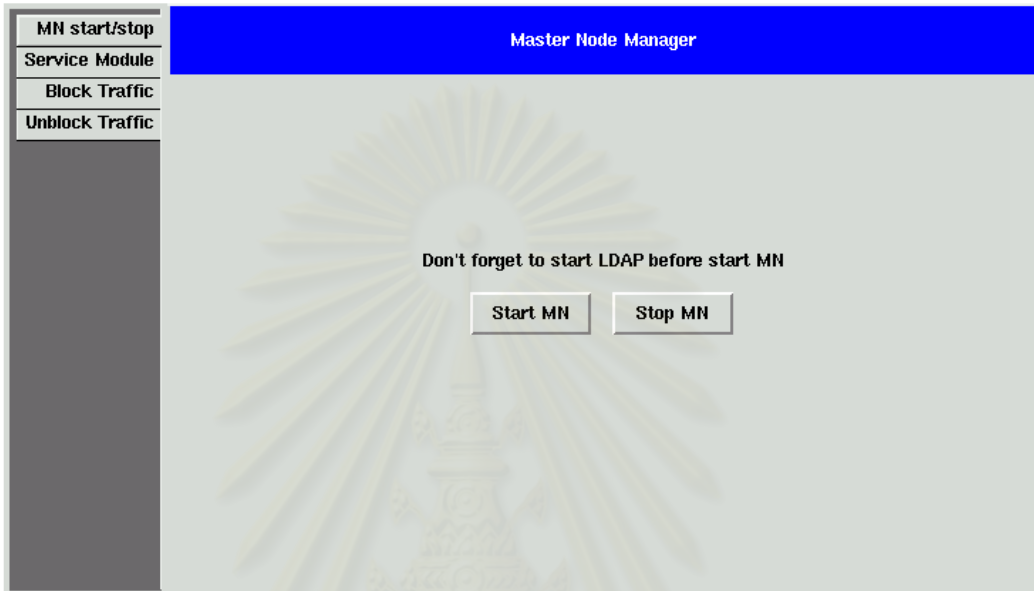 MN start/stop
Service Module
Block Traffic
Unblock Traffic
Master Node Manager
Don't forget to start LDAP before start MN
Start MN
Stop MN